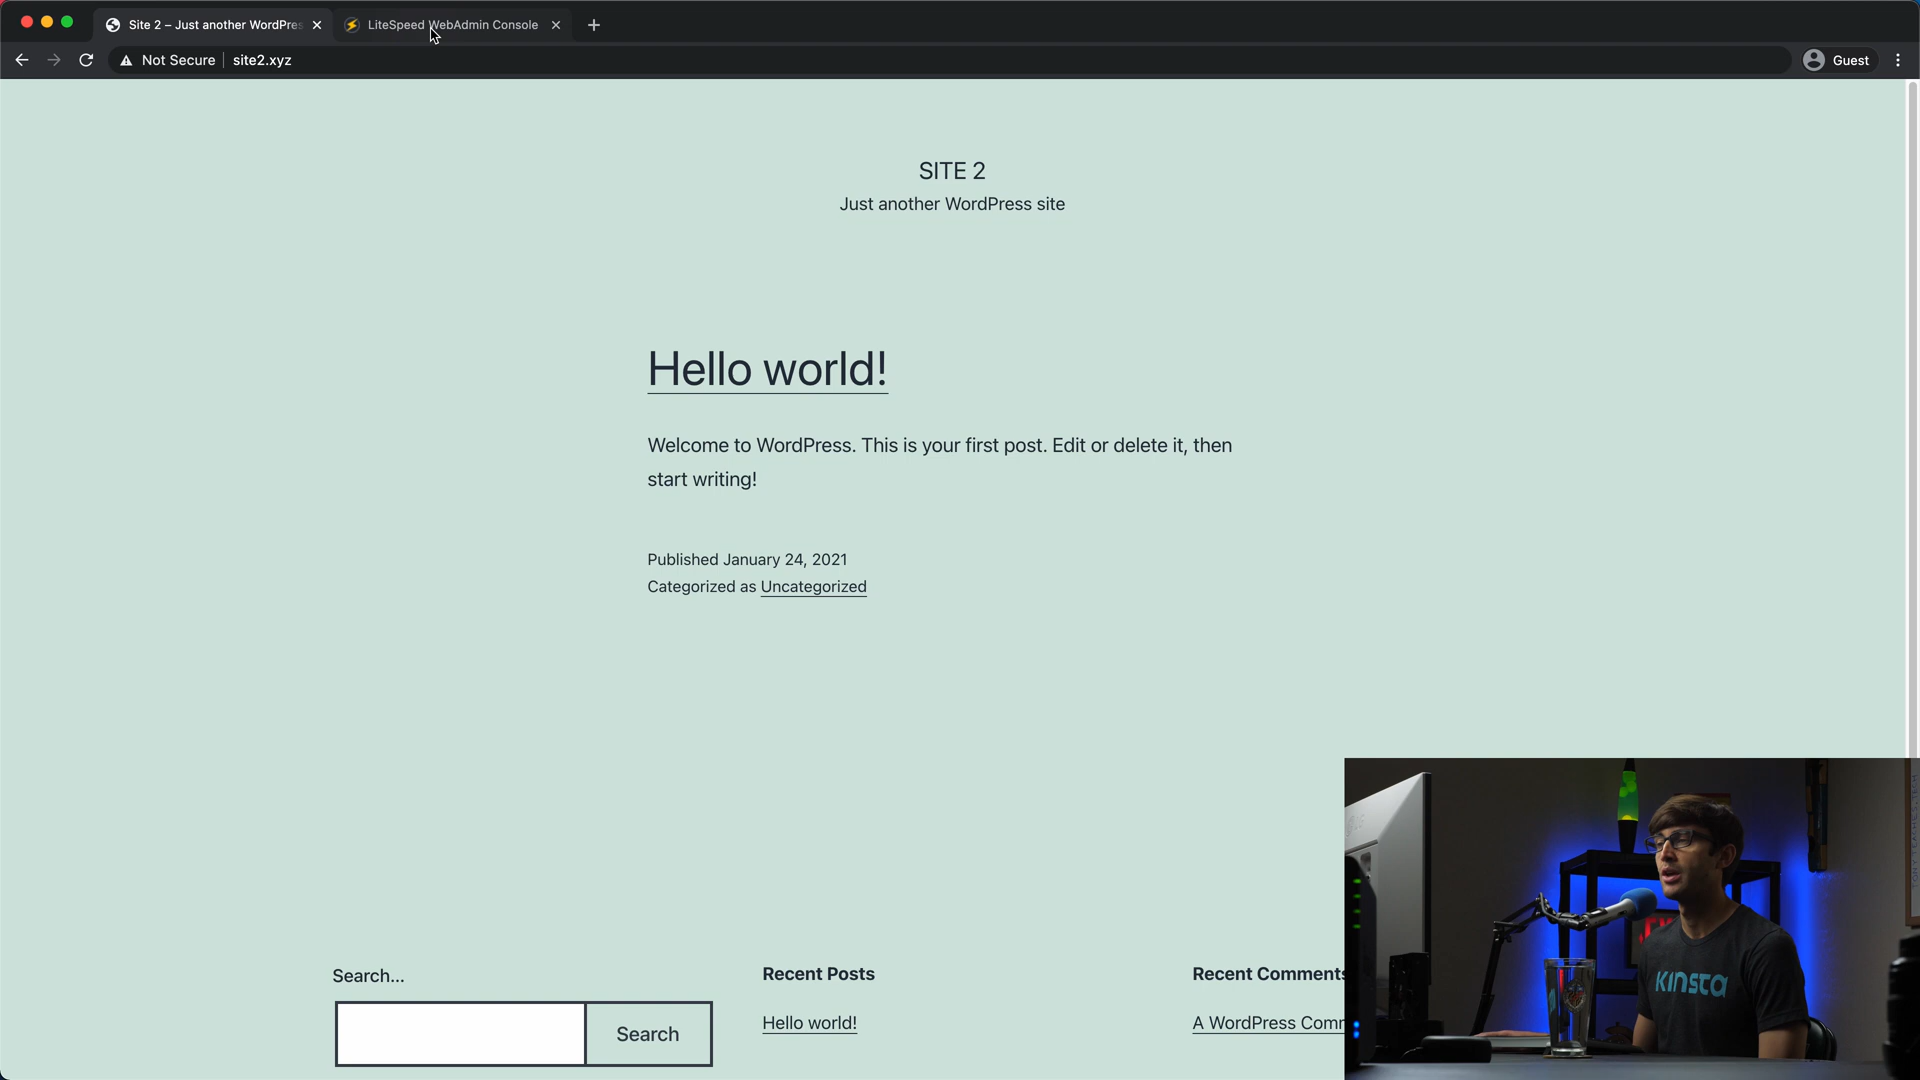 Site 2 – Just another WordPres
LiteSpeed WebAdmin Console
Not Secure
site2.xyz
Guest
SITE 2
Just another WordPress site
Hello world!
Welcome to WordPress. This is your first post. Edit or delete it, then
start writing!
Published January 24, 2021
Categorized as Uncategorized
Search...
Search
Recent Posts
Hello world!
Recent Comments
A WordPress Comm
KINSTA